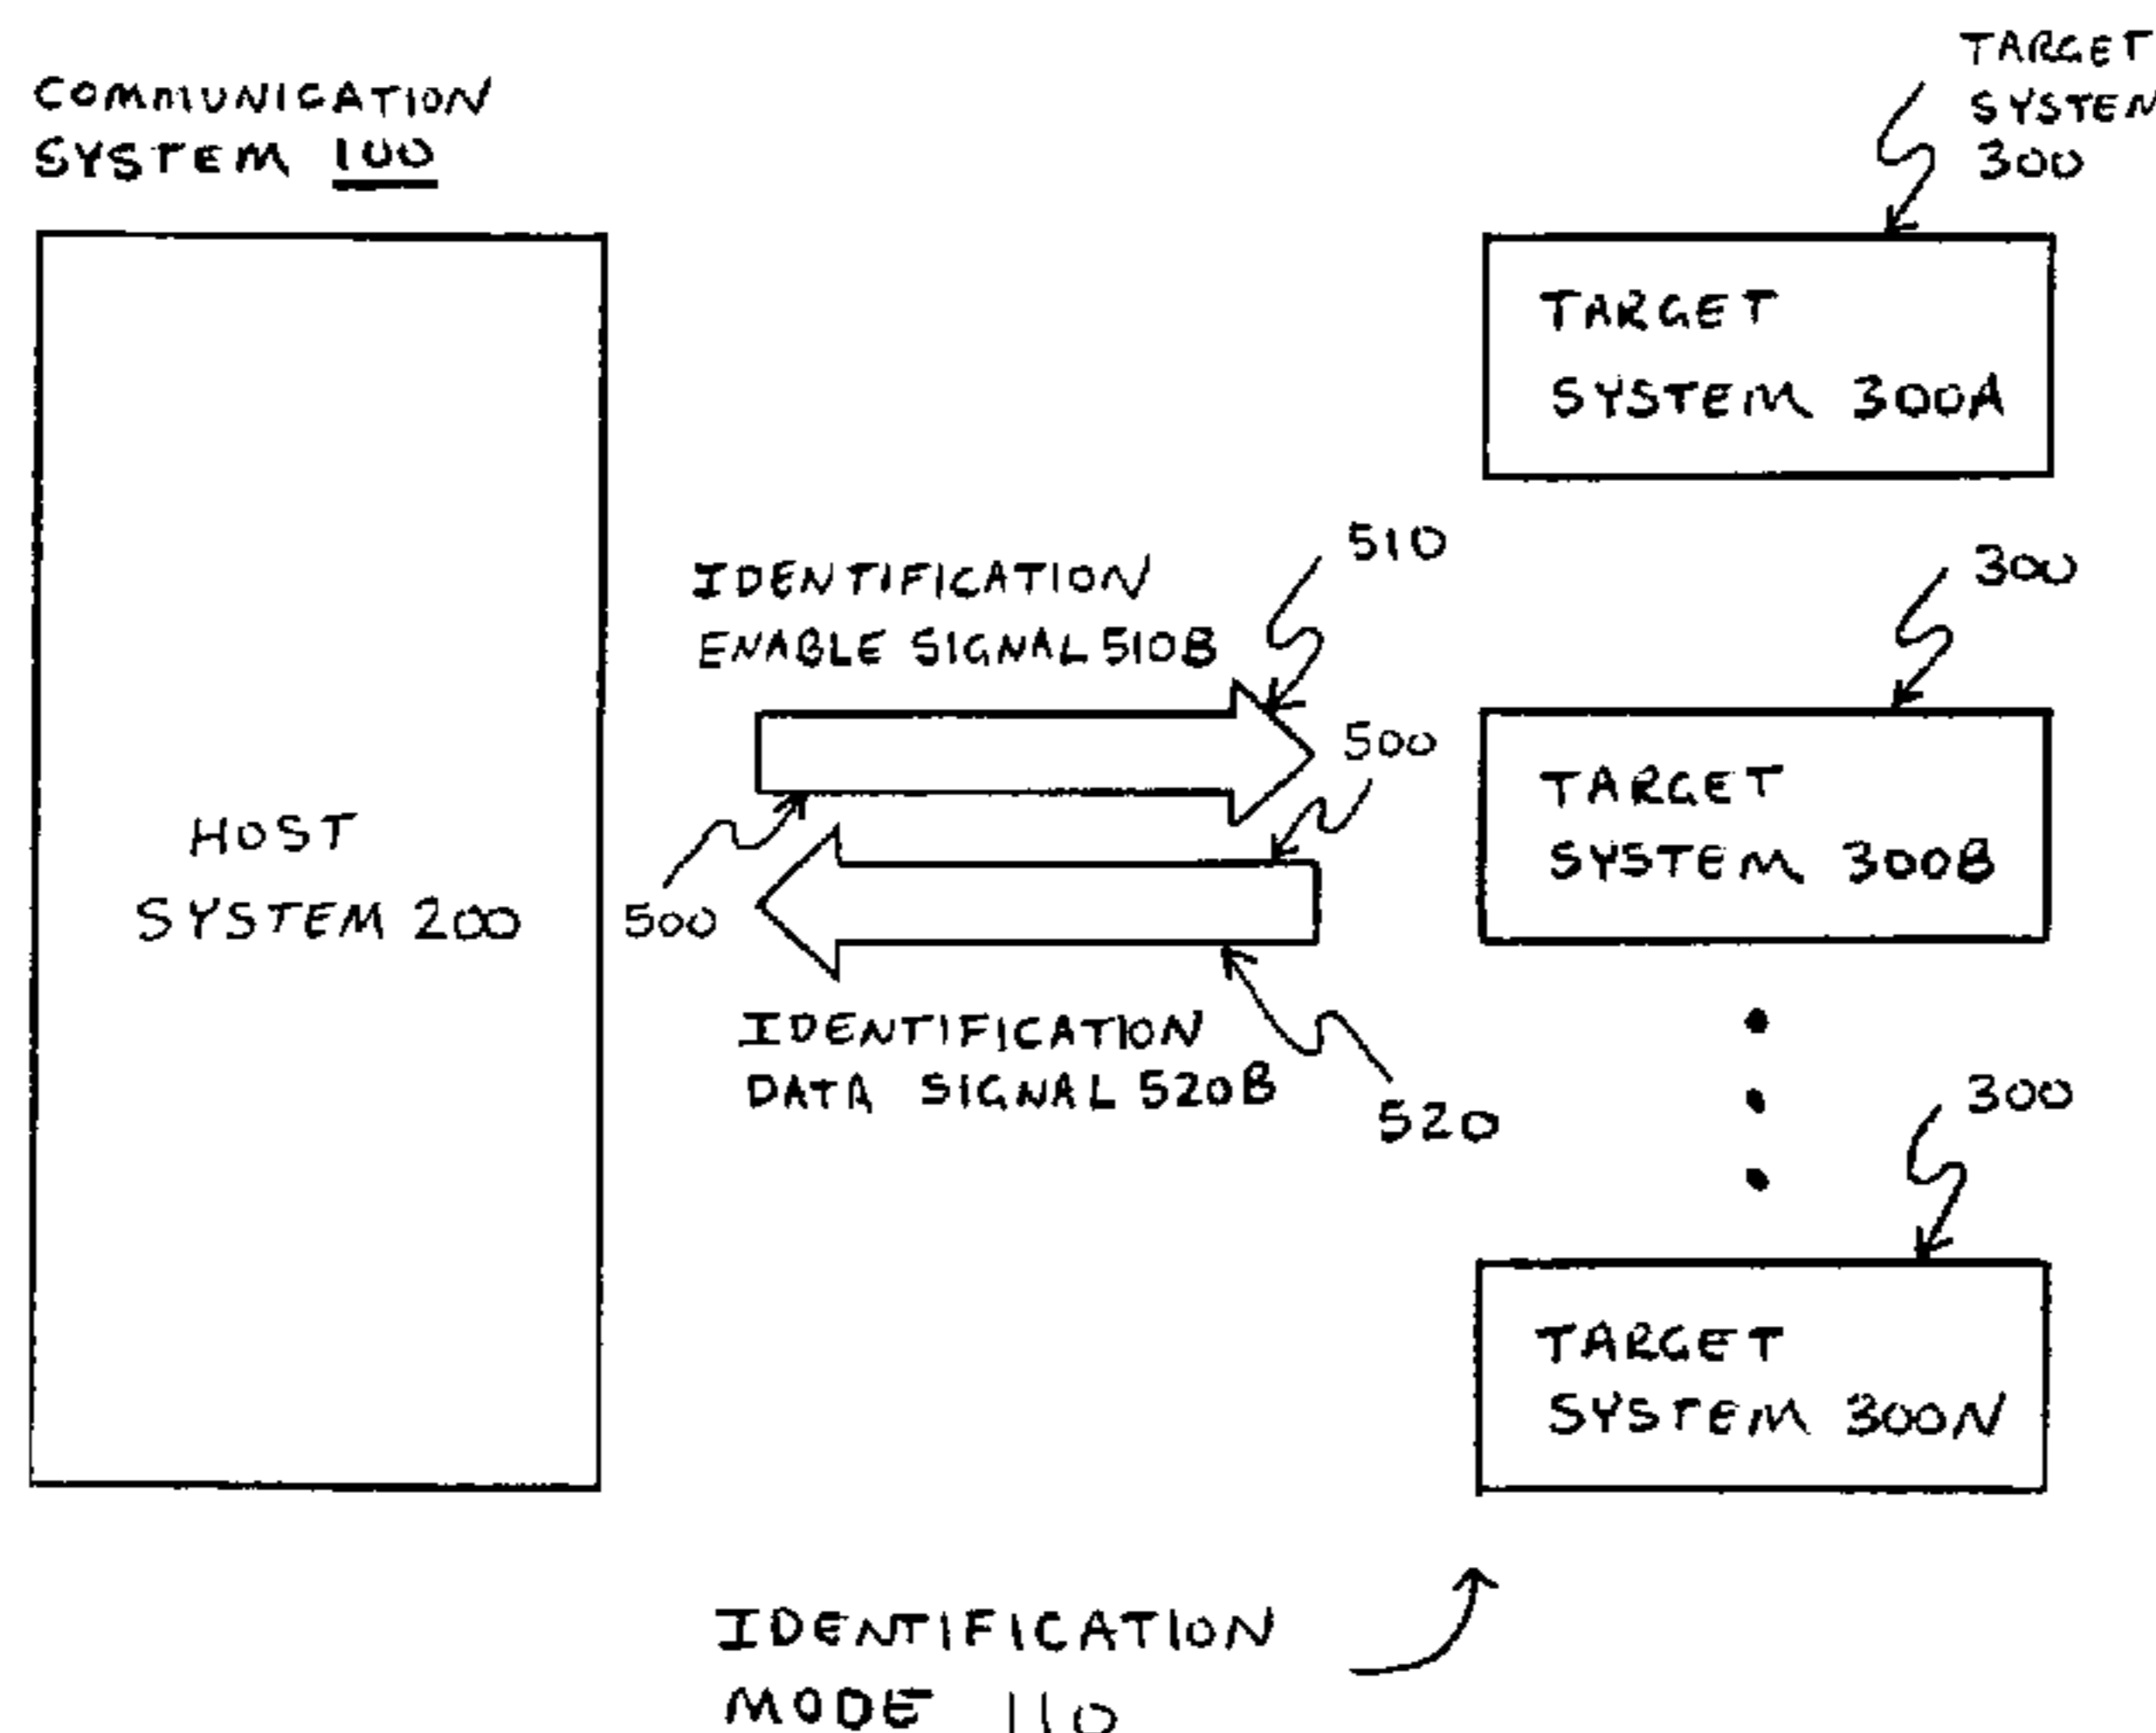 COMMUNICATION
SYSTEM 100
TARGET
SYSTEM
300
TARGET
SYSTEM 300A
510
IDENTIFICATION
ENABLE SIGNAL 510B
300
500
TARGET
SYSTEM 300B
HOST
SYSTEM 200
500
IDENTIFICATION
DATA SIGNAL 520B
520
300
TARGET
SYSTEM 300N
IDENTIFICATION
MODE 110